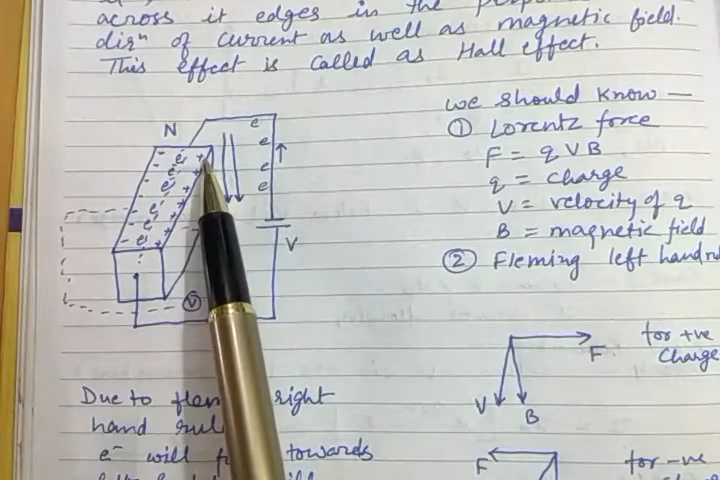 across it edges in the
dirⁿ of current as well as magnetic field.
This effect is called as Hall effect.
we should know —
① Lorentz force
F = qVB
q = charge
V = velocity of q
B = magnetic field
② Fleming left hand
N
e e e e
V
V
F
V
B
for +ve
charge
F
for -ve
Due to right
hand
e⁻ will towards